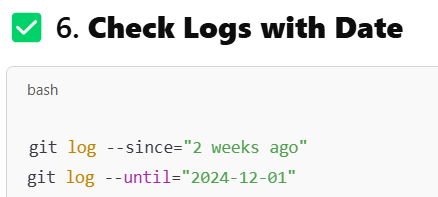 ✅ 6. Check Logs with Date
bash
git log --since="2 weeks ago"
git log --until="2024-12-01"